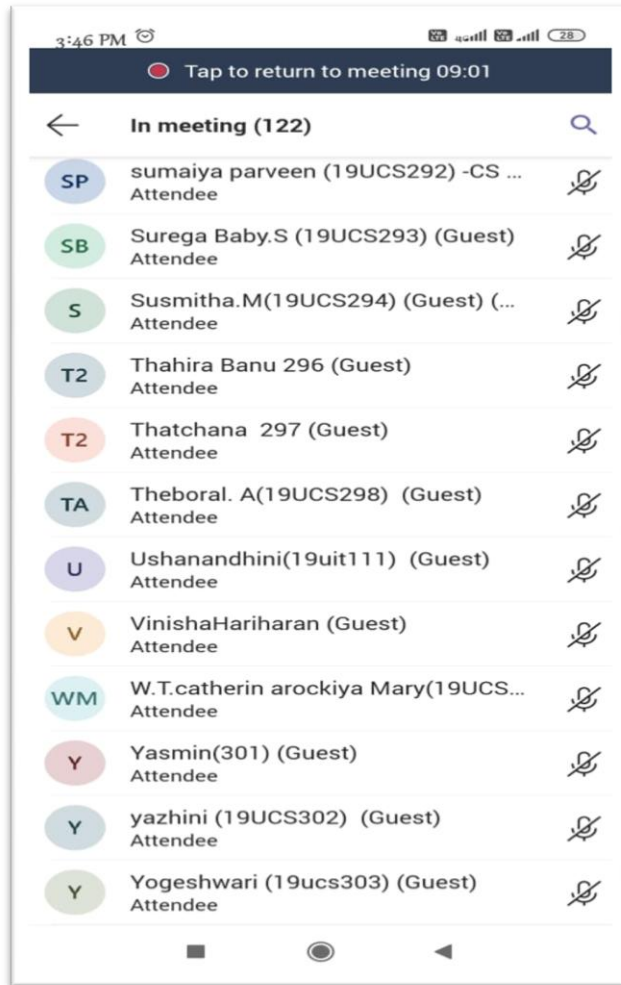 3:46 PM 28
Tap to return to meeting 09:01
In meeting (122)
SP sumaiya parveen (19UCS292) -CS ...
Attendee
SB Surega Baby.S (19UCS293) (Guest)
Attendee
S Susmitha.M(19UCS294) (Guest) (...
Attendee
T2 Thahira Banu 296 (Guest)
Attendee
T2 Thatchana 297 (Guest)
Attendee
TA Theboral. A(19UCS298) (Guest)
Attendee
U Ushanandhini(19uit111) (Guest)
Attendee
V VinishaHariharan (Guest)
Attendee
WM W.T.catherin arockiya Mary(19UCS...
Attendee
Y Yasmin(301) (Guest)
Attendee
Y yazhini (19UCS302) (Guest)
Attendee
Y Yogeshwari (19ucs303) (Guest)
Attendee